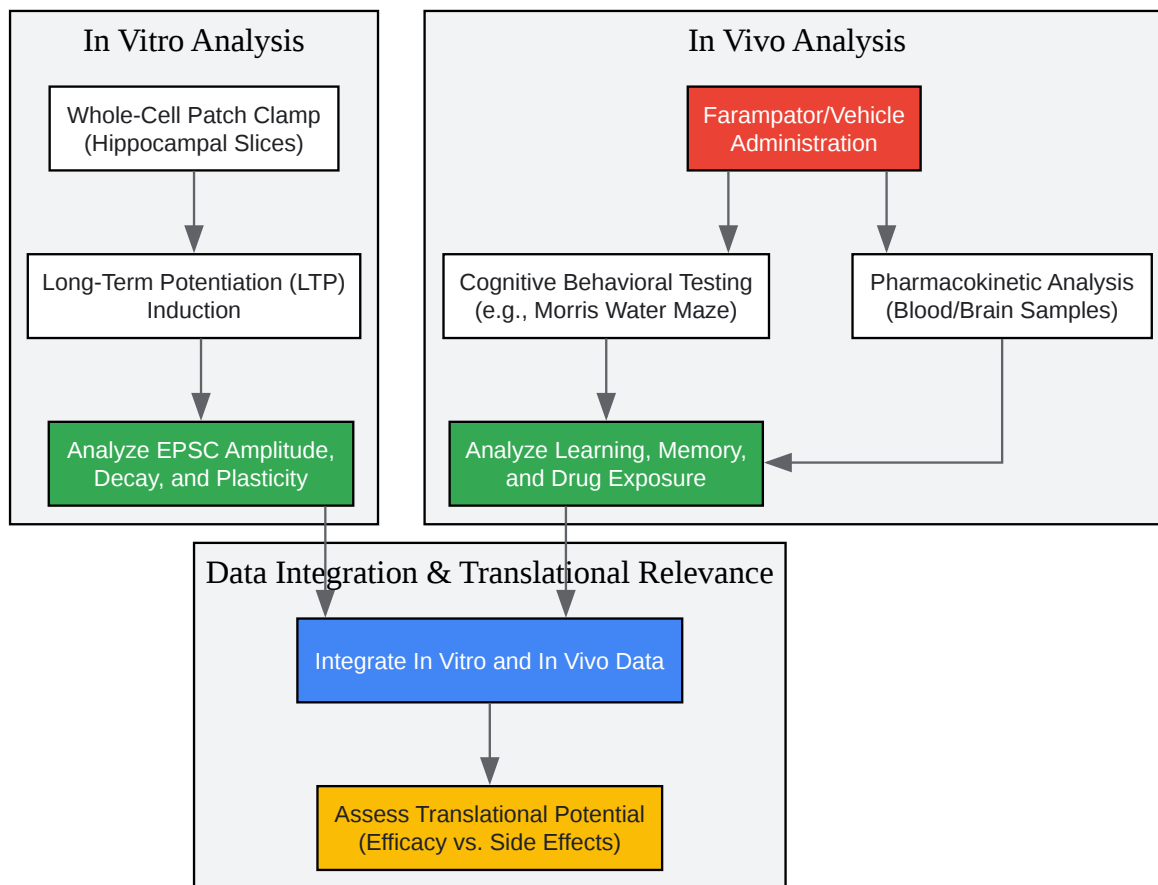 In Vitro Analysis
Whole-Cell Patch Clamp
(Hippocampal Slices)
Long-Term Potentiation (LTP)
Induction
Analyze EPSC Amplitude,
Decay, and Plasticity
In Vivo Analysis
Farampator/Vehicle
Administration
Cognitive Behavioral Testing
(e.g., Morris Water Maze)
Pharmacokinetic Analysis
(Blood/Brain Samples)
Analyze Learning, Memory,
and Drug Exposure
Data Integration & Translational Relevance
Integrate In Vitro and In Vivo Data
Assess Translational Potential
(Efficacy vs. Side Effects)